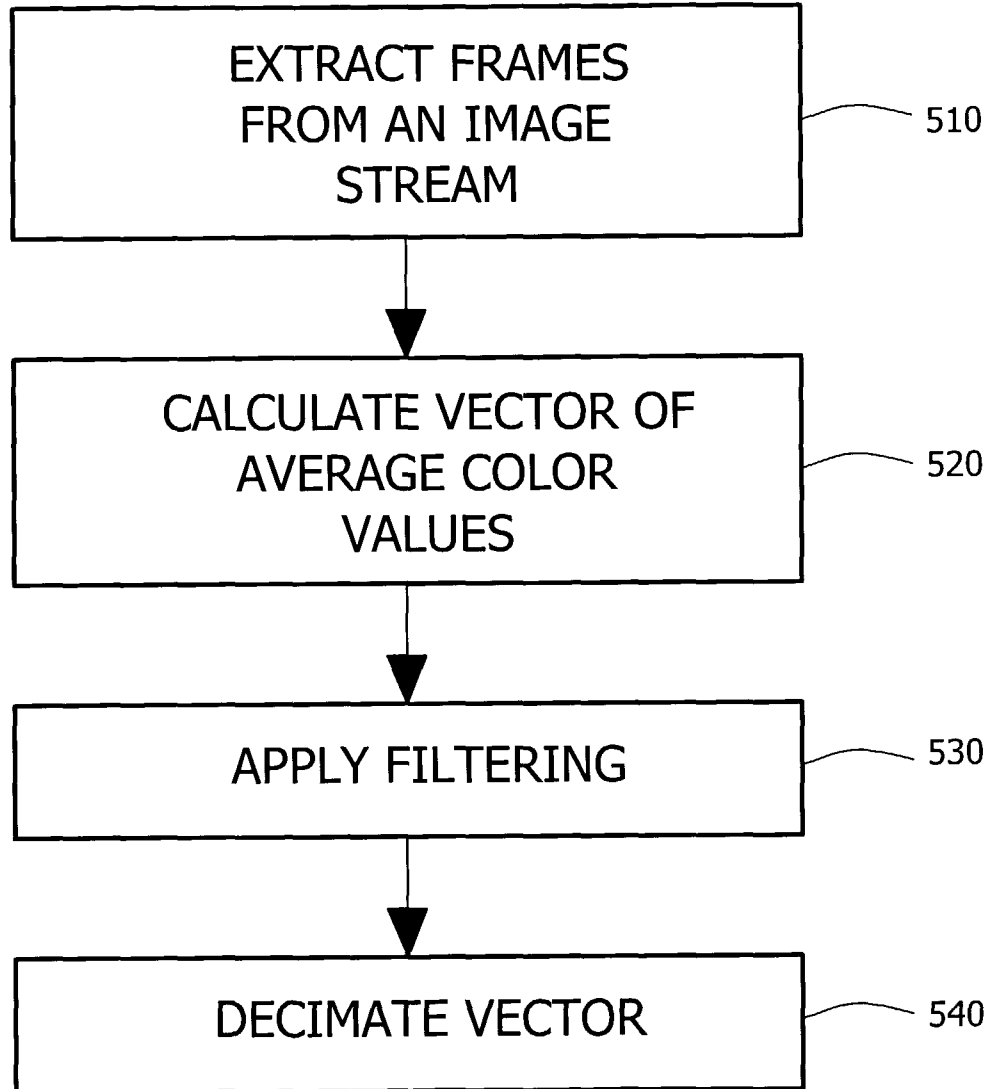 EXTRACT FRAMES
FROM AN IMAGE
STREAM
510
CALCULATE VECTOR OF
AVERAGE COLOR
VALUES
520
APPLY FILTERING
530
DECIMATE VECTOR
540